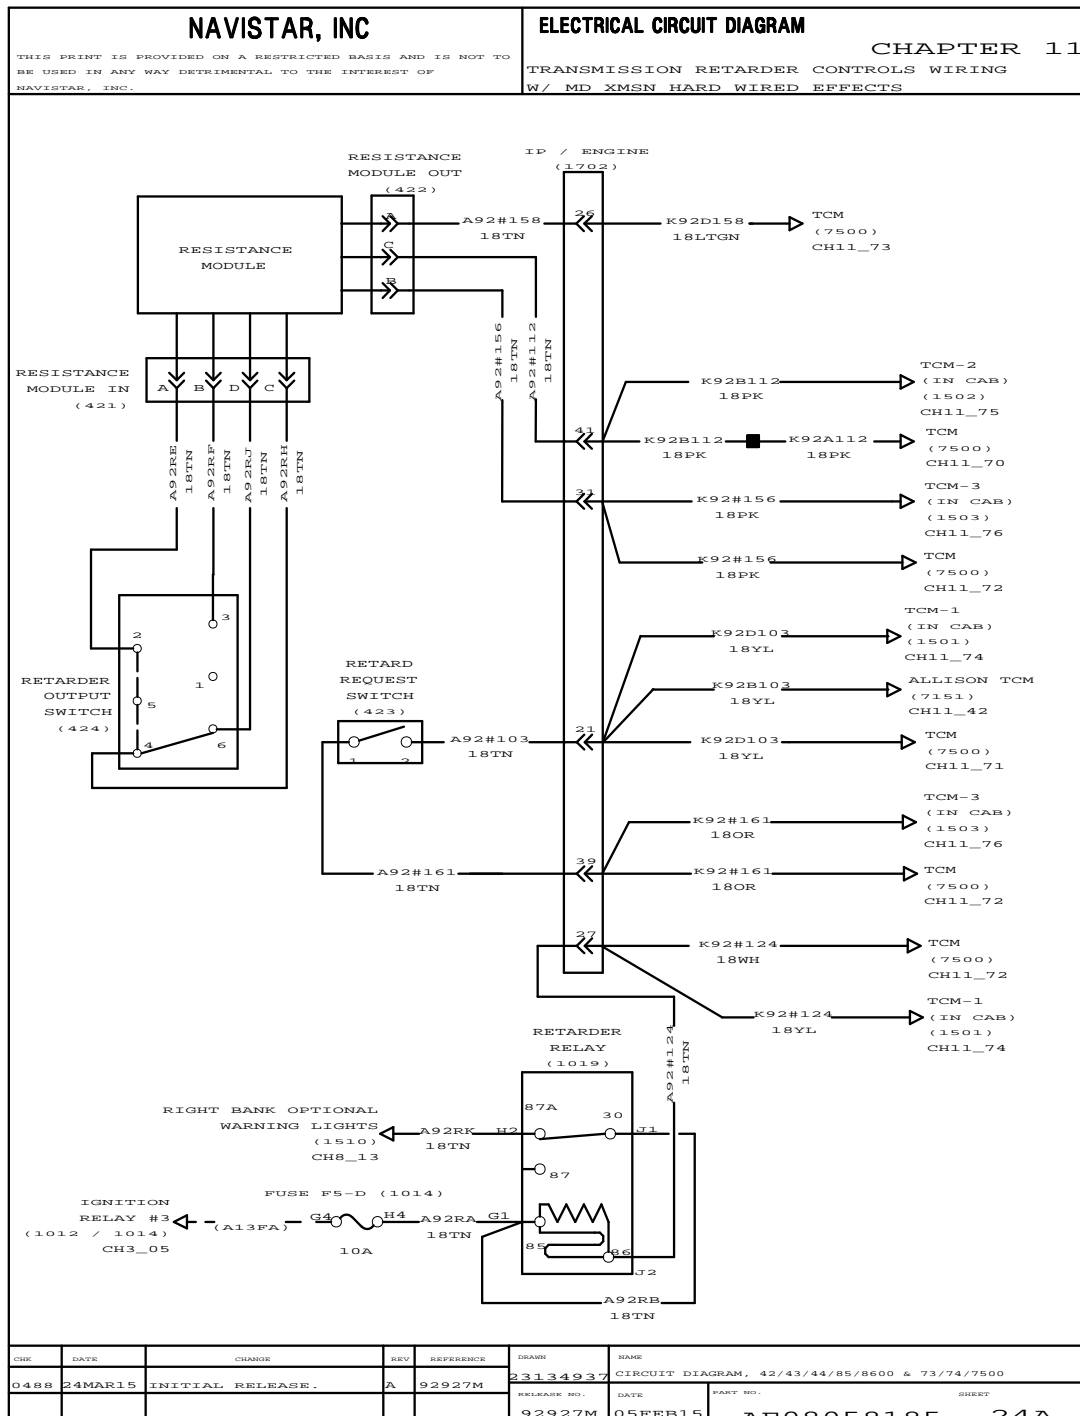 NAVISTAR, INC
THIS PRINT IS PROVIDED ON A RESTRICTED BASIS AND IS NOT TO
BE USED IN ANY WAY DETRIMENTAL TO THE INTEREST OF
NAVISTAR, INC.
ELECTRICAL CIRCUIT DIAGRAM
CHAPTER 11
TRANSMISSION RETARDER CONTROLS WIRING
W/ MD XMSN HARD WIRED EFFECTS
RESISTANCE
MODULE OUT
(422)
IP / ENGINE
(1702)
RESISTANCE
MODULE
A
C
B
A92#158
18TN
26
K92D158
18LTGN
TCM
(7500)
CH11_73
A92#156
18TN
A92#112
18TN
RESISTANCE
MODULE IN
(421)
A
B
D
C
A92RE
18TN
A92RF
18TN
A92RJ
18TN
A92RH
18TN
K92B112
18PK
TCM-2
(IN CAB)
(1502)
CH11_75
41
K92B112
18PK
K92A112
18PK
TCM
(7500)
CH11_70
31
K92#156
18PK
TCM-3
(IN CAB)
(1503)
CH11_76
K92#156
18PK
TCM
(7500)
CH11_72
RETARDER
OUTPUT
SWITCH
(424)
2
3
1
5
4
6
RETARD
REQUEST
SWITCH
(423)
1
2
A92#103
18TN
21
K92D103
18YL
TCM-1
(IN CAB)
(1501)
CH11_74
K92B103
18YL
ALLISON TCM
(7151)
CH11_42
K92D103
18YL
TCM
(7500)
CH11_71
A92#161
18TN
39
K92#161
18OR
TCM-3
(IN CAB)
(1503)
CH11_76
K92#161
18OR
TCM
(7500)
CH11_72
27
K92#124
18WH
TCM
(7500)
CH11_72
K92#124
18YL
TCM-1
(IN CAB)
(1501)
CH11_74
RETARDER
RELAY
(1019)
A92#124
18TN
87A
30
J1
87
85
86
J2
RIGHT BANK OPTIONAL
WARNING LIGHTS
(1510)
CH8_13
A92RK
18TN
H2
FUSE F5-D (1014)
IGNITION
RELAY #3
(1012 / 1014)
CH3_05
(A13FA)
G4
H4
10A
A92RA
18TN
G1
A92RB
18TN
CHK
DATE
CHANGE
REV
REFERENCE
0488
24MAR15
INITIAL RELEASE.
A
92927M
DRAWN
23134937
NAME
CIRCUIT DIAGRAM, 42/43/44/85/8600 & 73/74/7500
RELEASE NO.
92927M
DATE
05FEB15
PART NO.
SHEET
24A